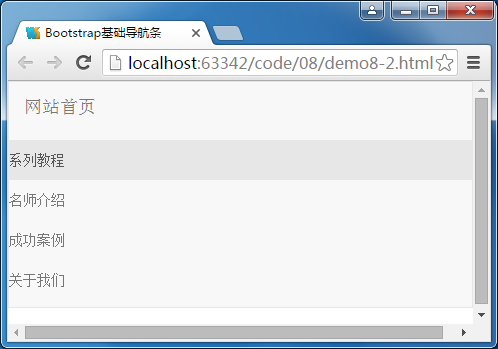 Bootstrap基础导航条
localhost:63342/code/08/demo8-2.html
网站首页
系列教程
名师介绍
成功案例
关于我们